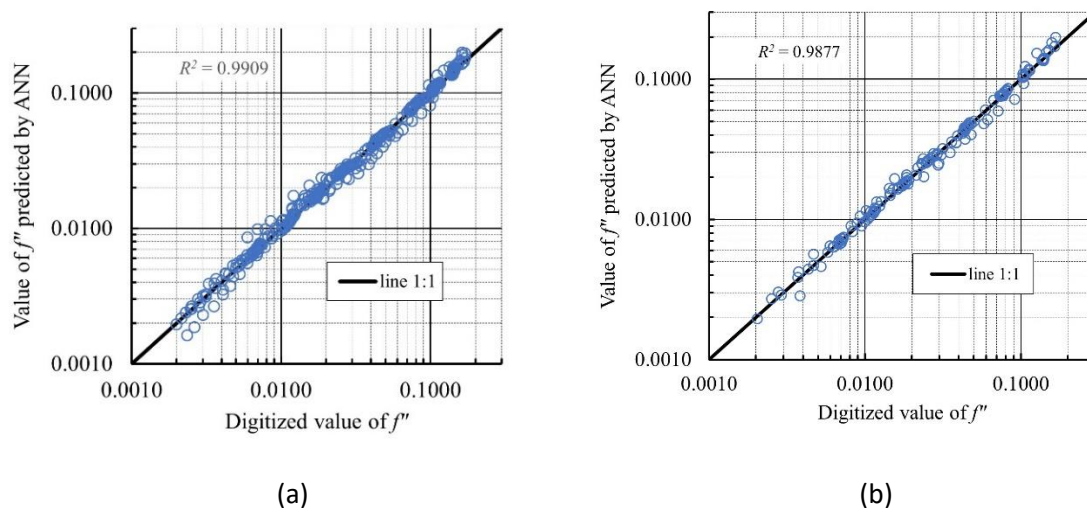 R² = 0.9909
Value of f″ predicted by ANN
0.1000
0.0100
0.0010
line 1:1
0.0010 0.0100 0.1000
Digitized value of f″
(a)
R² = 0.9877
Value of f″ predicted by ANN
0.1000
0.0100
0.0010
line 1:1
0.0010 0.0100 0.1000
Digitized value of f″
(b)